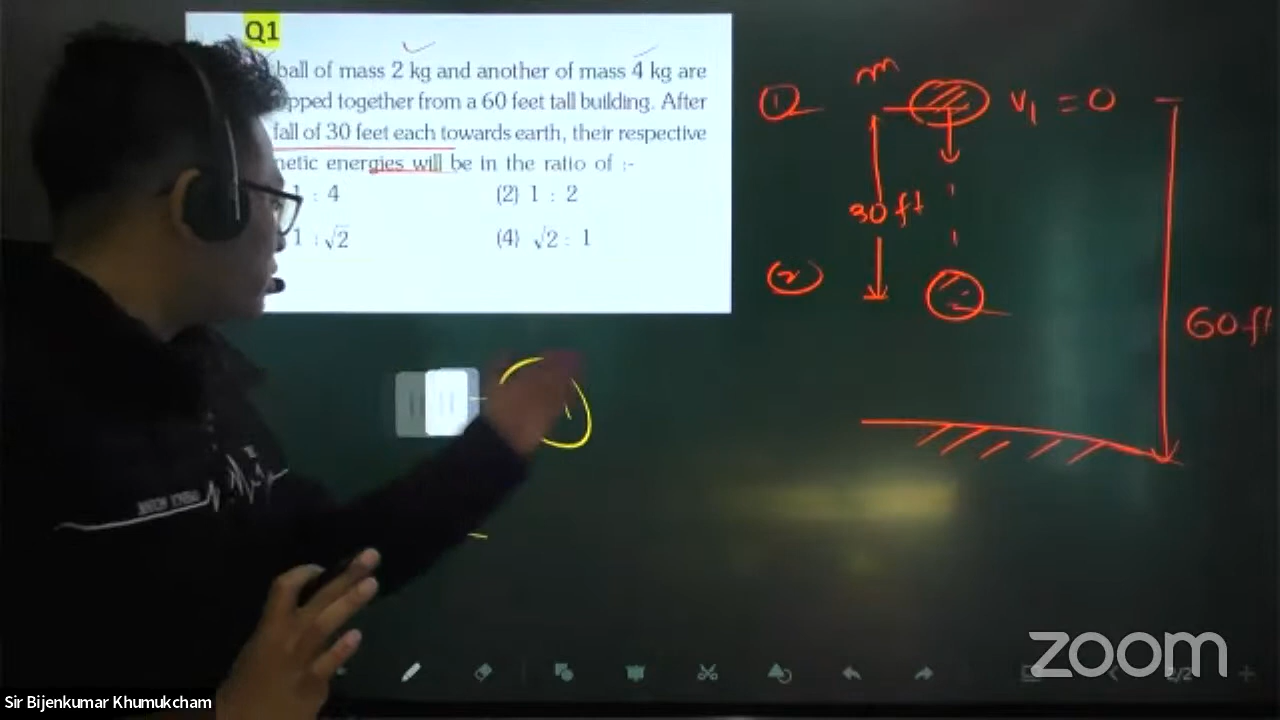 Q1
ball of mass 2 kg and another of mass 4 kg are
together from a 60 feet tall building. After
fall of 30 feet each towards earth, their respective
energies will be in the ratio of :-
1 : 4
(2) 1 : 2
1 : √2
(4) √2 : 1
1
m
v₁ = 0
30 ft
2
60 ft
zoom
2/2
Sir Bijenkumar Khumukcham